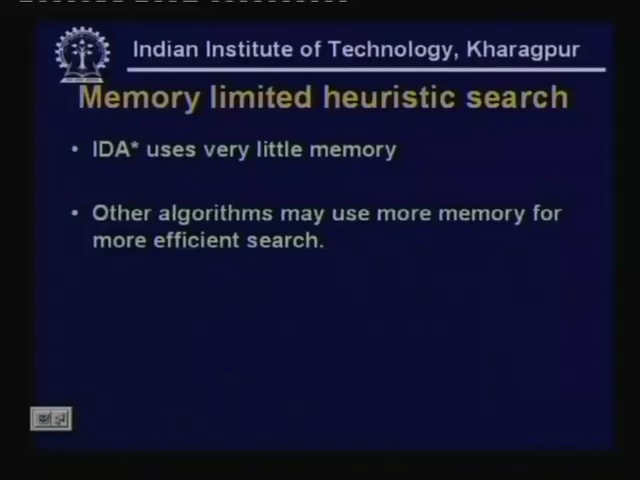 Indian Institute of Technology, Kharagpur
Memory limited heuristic search
• IDA* uses very little memory
• Other algorithms may use more memory for
more efficient search.